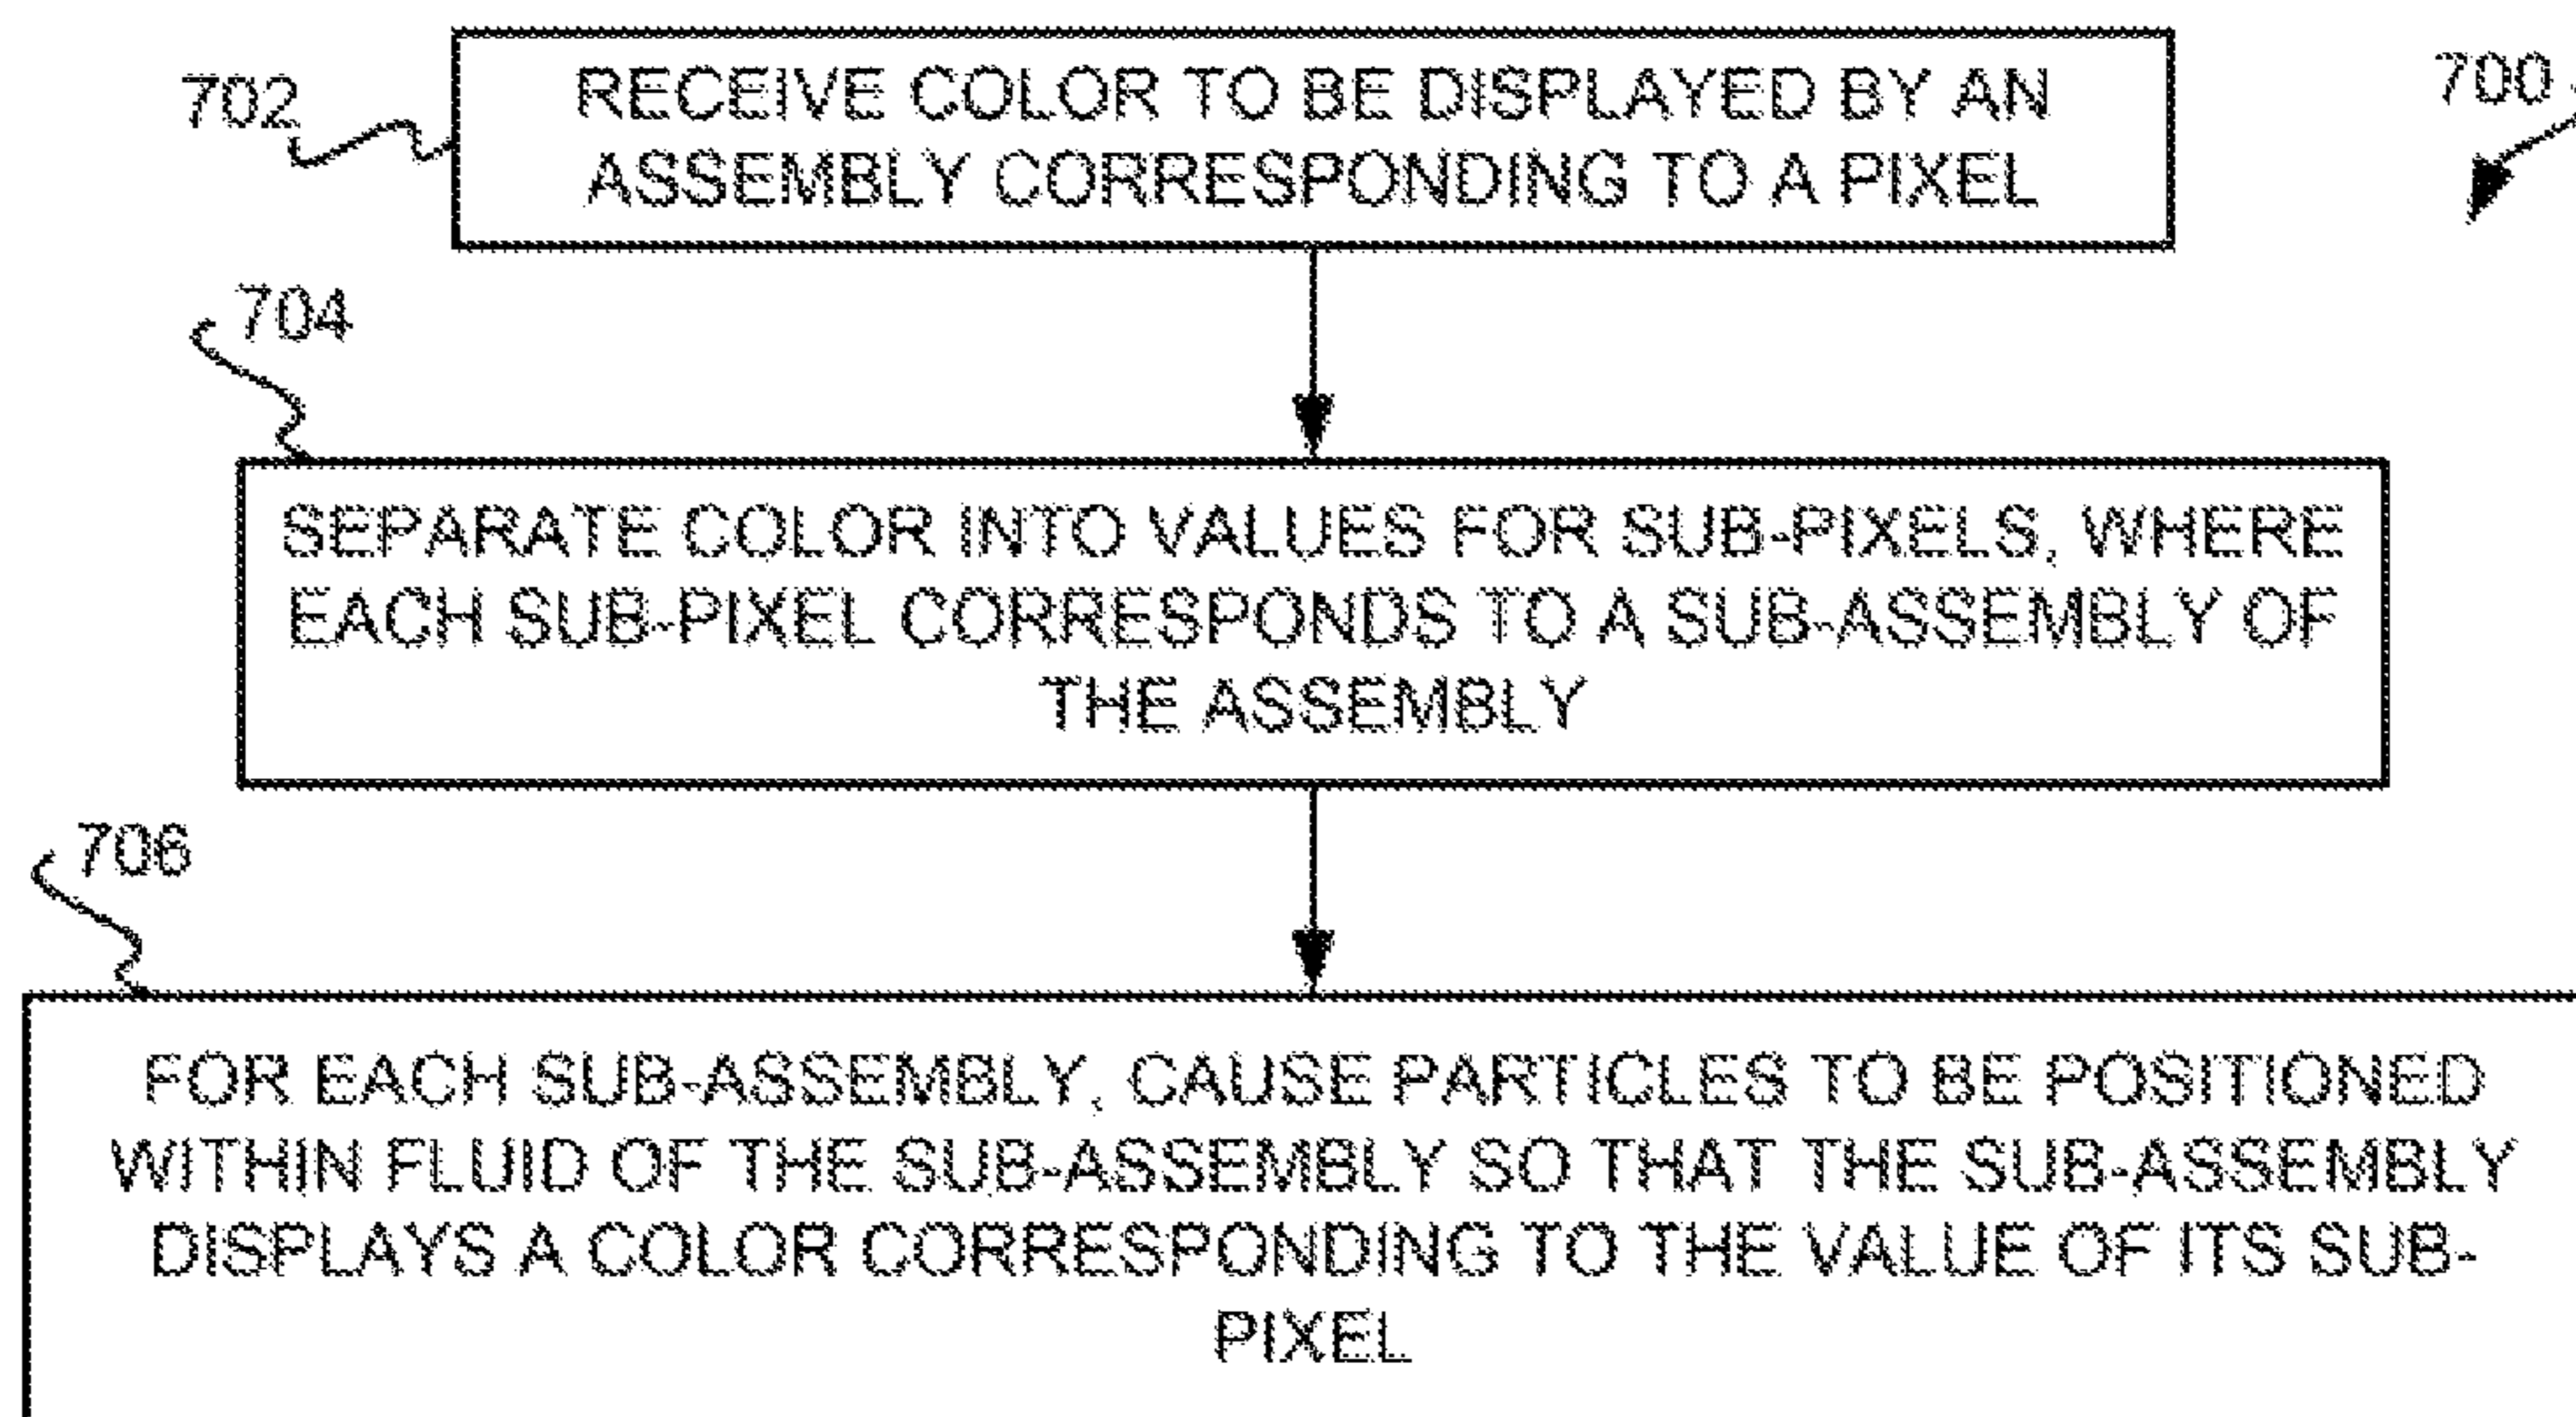 702
RECEIVE COLOR TO BE DISPLAYED BY AN
ASSEMBLY CORRESPONDING TO A PIXEL
700
704
SEPARATE COLOR INTO VALUES FOR SUB-PIXELS, WHERE
EACH SUB-PIXEL CORRESPONDS TO A SUB-ASSEMBLY OF
THE ASSEMBLY
706
FOR EACH SUB-ASSEMBLY, CAUSE PARTICLES TO BE POSITIONED
WITHIN FLUID OF THE SUB-ASSEMBLY SO THAT THE SUB-ASSEMBLY
DISPLAYS A COLOR CORRESPONDING TO THE VALUE OF ITS SUB-
PIXEL